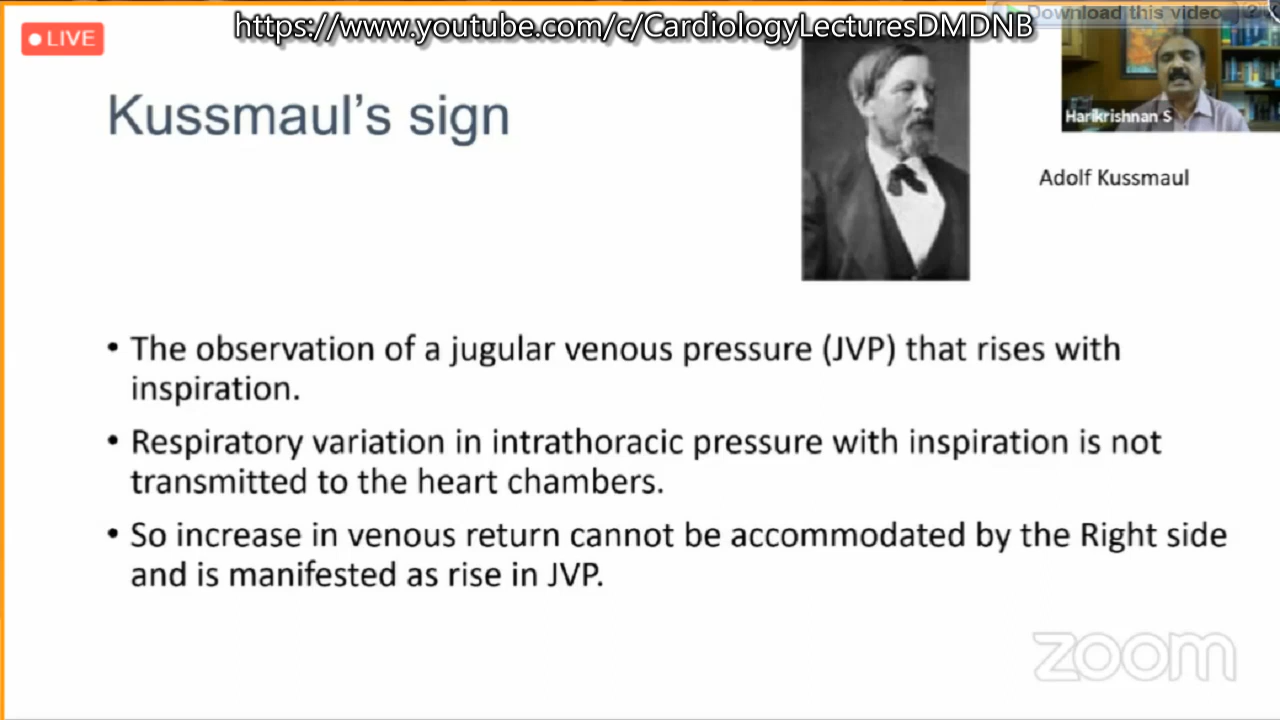 https://www.youtube.com/c/CardiologyLecturesDMDNB
Download this video
LIVE
Kussmaul's sign
Harikrishnan S
Adolf Kussmaul
• The observation of a jugular venous pressure (JVP) that rises with
inspiration.
• Respiratory variation in intrathoracic pressure with inspiration is not
transmitted to the heart chambers.
• So increase in venous return cannot be accommodated by the Right side
and is manifested as rise in JVP.
zoom